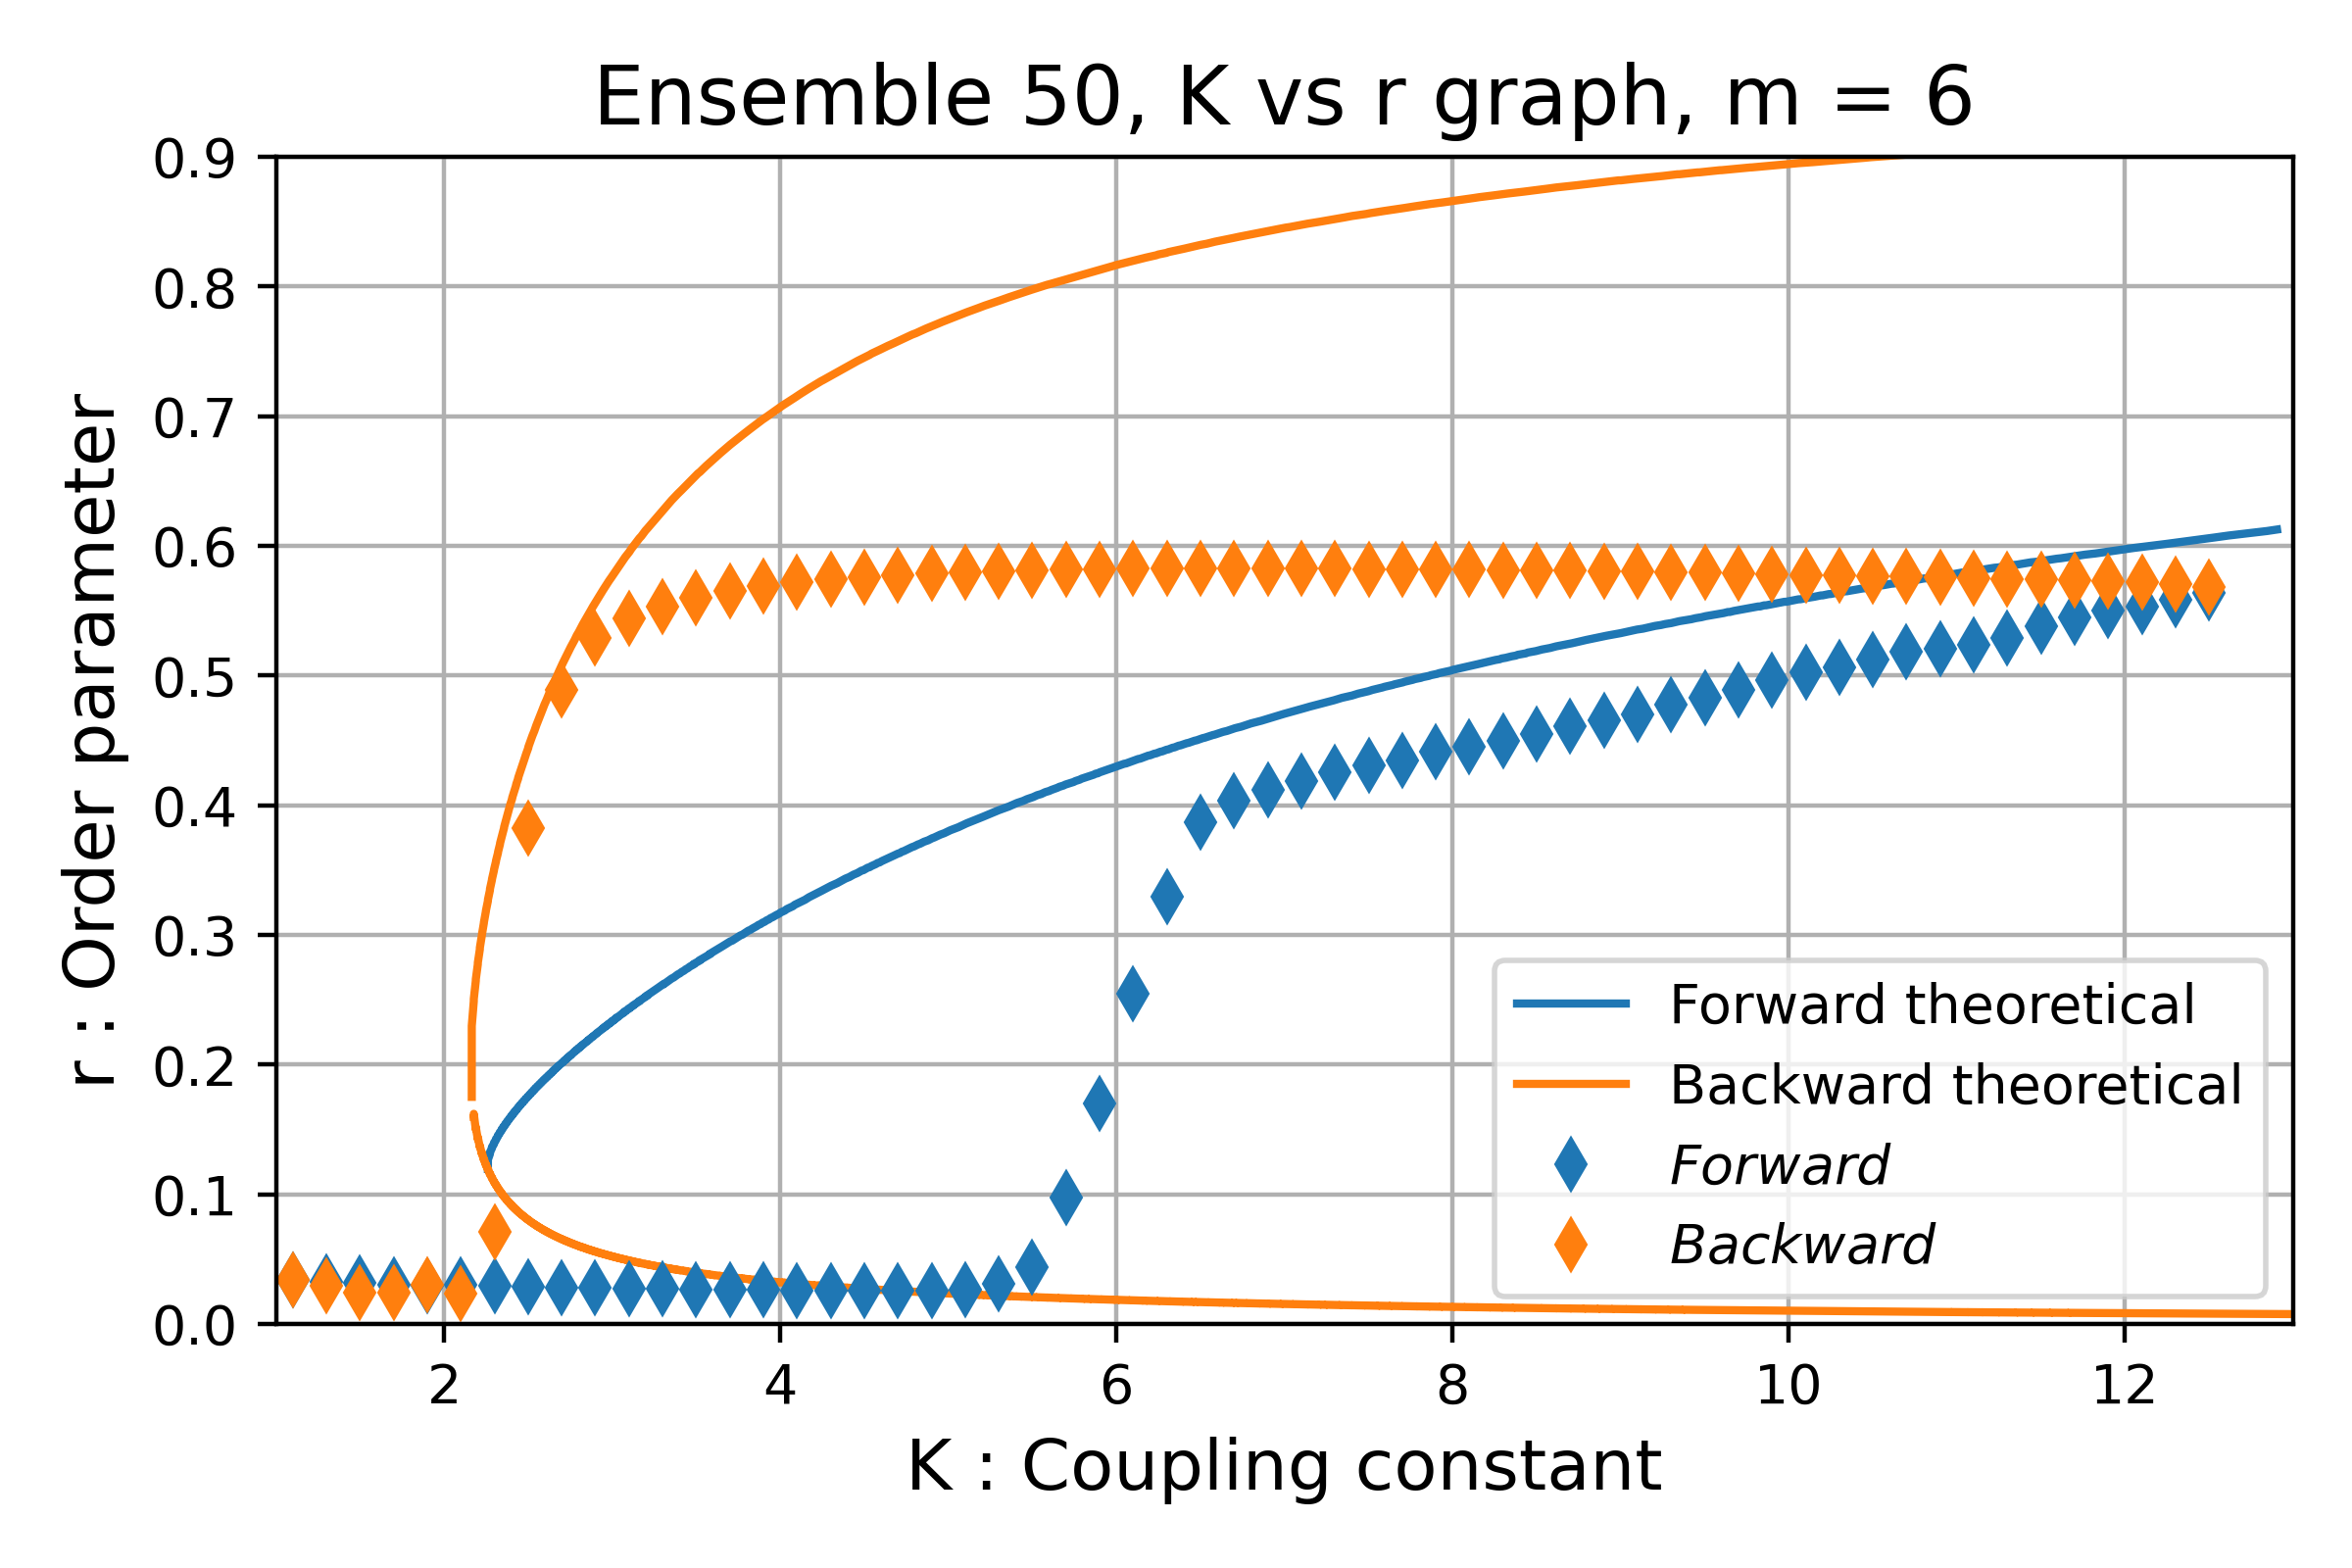 Ensemble 50, K vs r graph, m = 6
0.9
0.8
0.7
0.6
0.5
0.4
0.3
0.2
0.1
0.0
r : Order parameter
Forward theoretical
Backward theoretical
Forward
Backward
2 4 6 8 10 12
K : Coupling constant